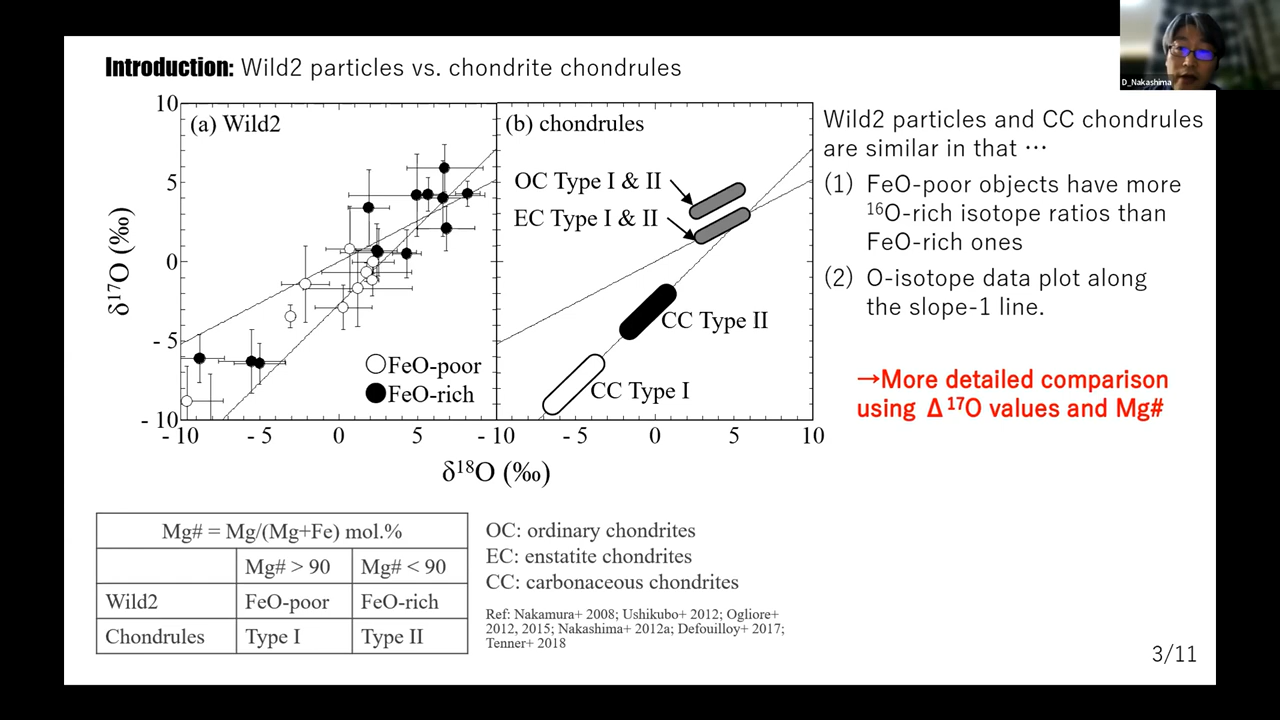 D_Nakashima
Introduction: Wild2 particles vs. chondrite chondrules
(a) Wild2
(b) chondrules
10
5
0
- 5
- 10
δ¹⁷O (‰)
FeO-poor
FeO-rich
OC Type I & II
EC Type I & II
CC Type II
CC Type I
- 10
- 5
0
5
- 10
- 5
0
5
10
δ¹⁸O (‰)
Wild2 particles and CC chondrules
are similar in that ⋯
(1) FeO-poor objects have more
¹⁶O-rich isotope ratios than
FeO-rich ones
(2) O-isotope data plot along
the slope-1 line.
→More detailed comparison
using Δ¹⁷O values and Mg#
Mg# = Mg/(Mg+Fe) mol.%
Mg# > 90 Mg# < 90
Wild2 FeO-poor FeO-rich
Chondrules Type I Type II
OC: ordinary chondrites
EC: enstatite chondrites
CC: carbonaceous chondrites
Ref: Nakamura+ 2008; Ushikubo+ 2012; Ogliore+
2012, 2015; Nakashima+ 2012a; Defouilloy+ 2017;
Tenner+ 2018
3/11